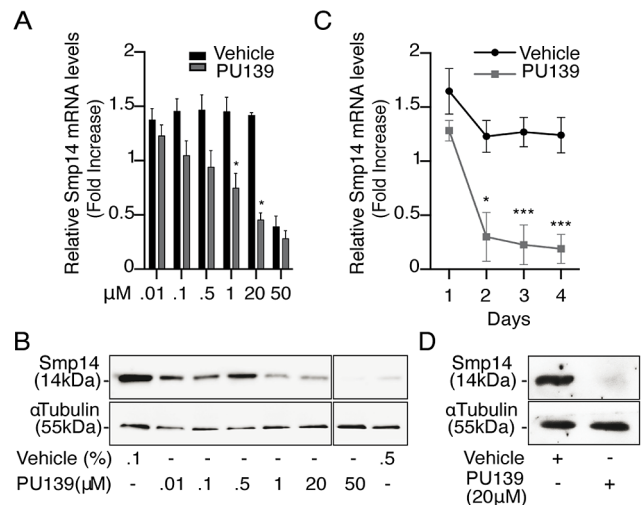 A
Relative Smp14 mRNA levels
(Fold Increase)
2
1.5
1
0.5
0
Vehicle
PU139
*
*
µM .01 .1 .5 1 20 50
C
Relative Smp14 mRNA levels
(Fold Increase)
2
1.5
1
0.5
0
Vehicle
PU139
*
***
***
1 2 3 4
Days
B
Smp14
(14kDa) -
αTubulin
(55kDa) -
Vehicle (%) .1 - - - - - - .5
PU139(µM) - .01 .1 .5 1 20 50 -
D
Smp14
(14kDa) -
αTubulin
(55kDa) -
Vehicle + -
PU139 - +
(20µM)